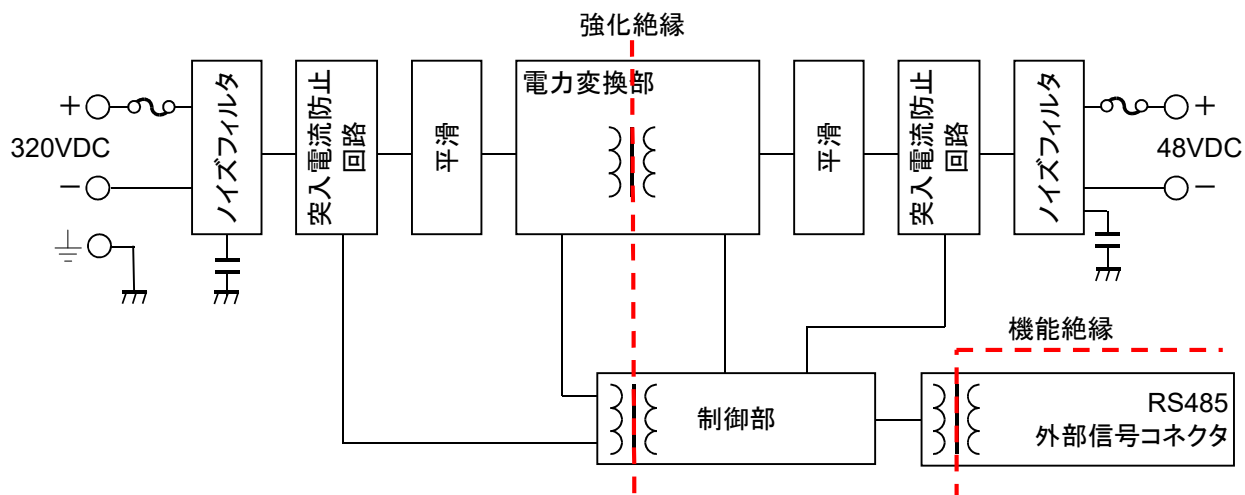 強化絶縁
+
320VDC
−
ノイズフィルタ
突入電流防止
回路
平滑
電力変換部
平滑
突入電流防止
回路
ノイズフィルタ
+
48VDC
−
機能絶縁
制御部
RS485
外部信号コネクタ